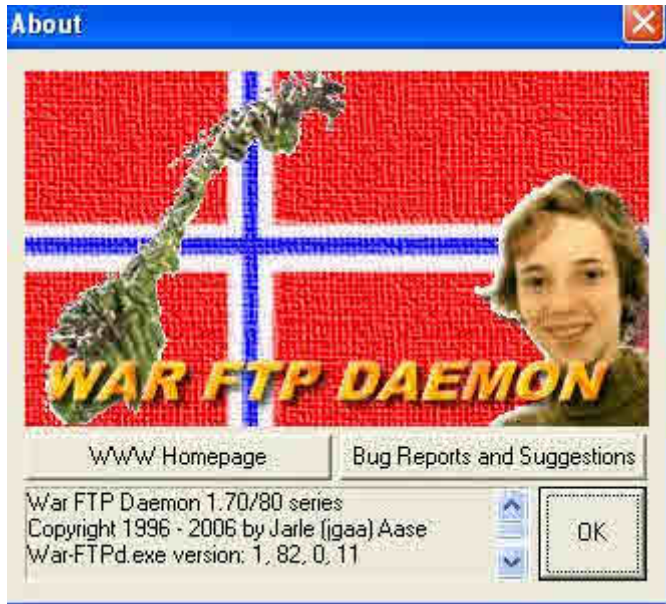 About
WAR FTP DAEMON
WWW Homepage
Bug Reports and Suggestions
War FTP Daemon 1.70/80 series
Copyright 1996 - 2006 by Jarle (jgaa) Aase
War-FTPd.exe version: 1, 82, 0, 11
OK